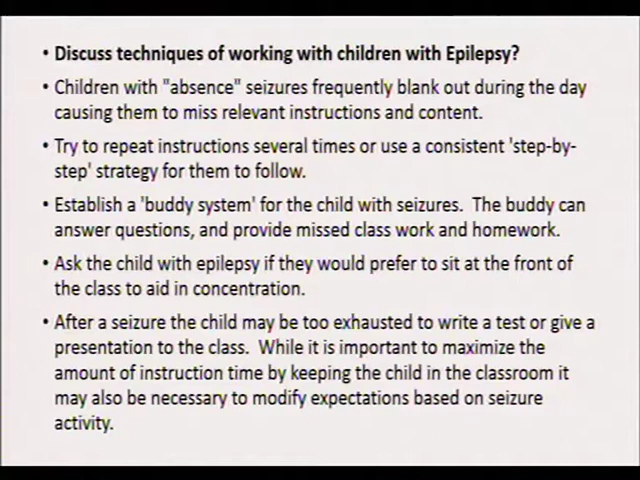 • Discuss techniques of working with children with Epilepsy?
• Children with "absence" seizures frequently blank out during the day
causing them to miss relevant instructions and content.
• Try to repeat instructions several times or use a consistent 'step-by-
step' strategy for them to follow.
• Establish a 'buddy system' for the child with seizures.  The buddy can
answer questions, and provide missed class work and homework.
• Ask the child with epilepsy if they would prefer to sit at the front of
the class to aid in concentration.
• After a seizure the child may be too exhausted to write a test or give a
presentation to the class.  While it is important to maximize the
amount of instruction time by keeping the child in the classroom it
may also be necessary to modify expectations based on seizure
activity.